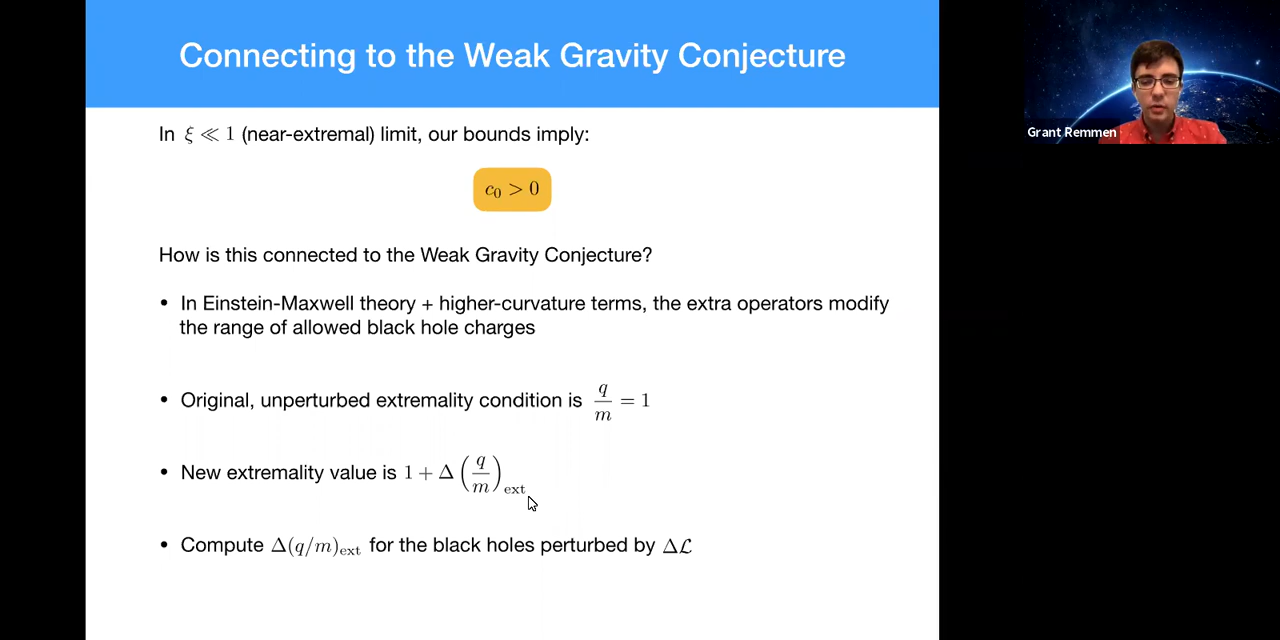 Connecting to the Weak Gravity Conjecture
In ξ ≪ 1 (near-extremal) limit, our bounds imply:
c₀ > 0
How is this connected to the Weak Gravity Conjecture?
• In Einstein-Maxwell theory + higher-curvature terms, the extra operators modify
the range of allowed black hole charges
• Original, unperturbed extremality condition is q/m = 1
• New extremality value is 1 + Δ(q/m)ext
• Compute Δ(q/m)ext for the black holes perturbed by Δℒ
Grant Remmen